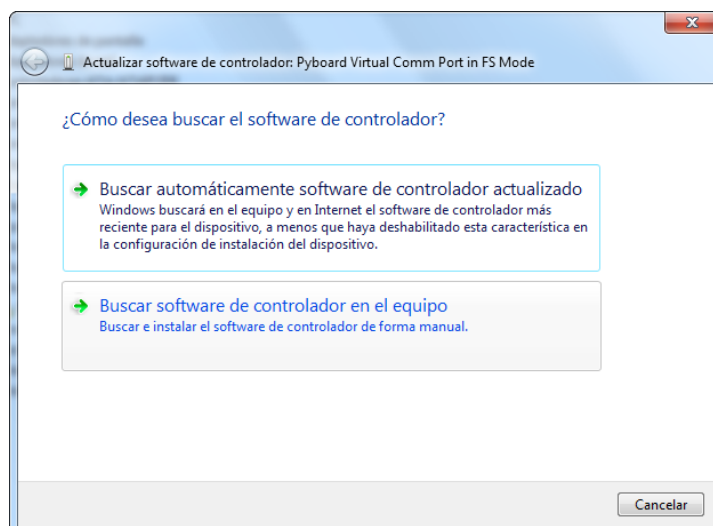 Actualizar software de controlador: Pyboard Virtual Comm Port in FS Mode
¿Cómo desea buscar el software de controlador?
Buscar automáticamente software de controlador actualizado
Windows buscará en el equipo y en Internet el software de controlador más
reciente para el dispositivo, a menos que haya deshabilitado esta característica en
la configuración de instalación del dispositivo.
Buscar software de controlador en el equipo
Buscar e instalar el software de controlador de forma manual.
Cancelar